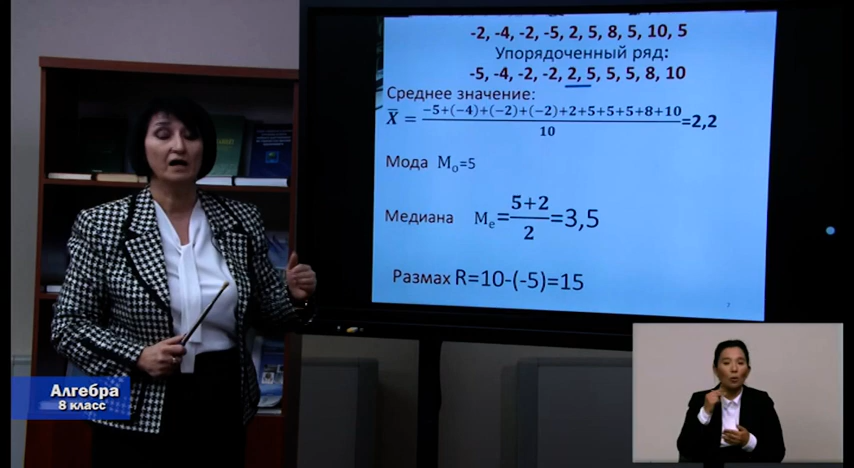 -2, -4, -2, -5, 2, 5, 8, 5, 10, 5
Упорядоченный ряд:
-5, -4, -2, -2, 2, 5, 5, 5, 8, 10
Среднее значение:
X̅ = −5+(−4)+(−2)+(−2)+2+5+5+5+8+10 / 10 =2,2
Мода Mo=5
Медиана Me=5+2/2=3,5
Размах R=10-(-5)=15
7
Алгебра
8 класс